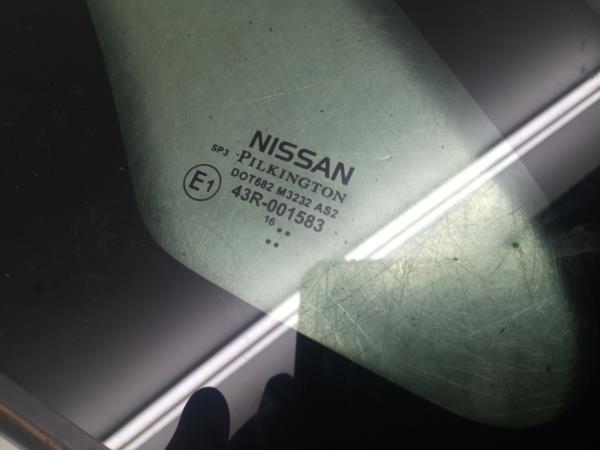 NISSAN
SP3 ·PILKINGTON
DOT682 M3232 AS2
E1 43R-001583
16 ..
..